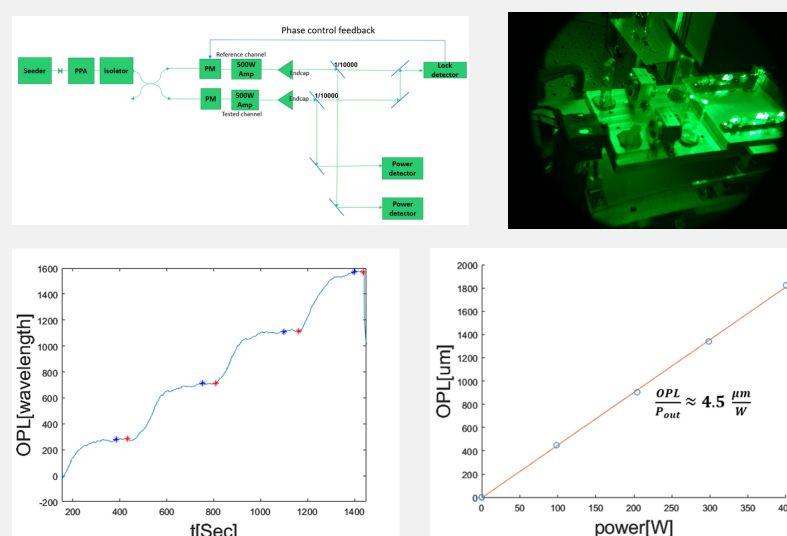 Phase control feedback
Reference channel
1/10000
Seeder
PPA
isolator
PM
500W
Amp
Endcap
Lock
detector
1/10000
PM
500W
Amp
Endcap
Tested channel
Power
detector
Power
detector
1600
1400
1200
1000
800
600
400
200
0
-200
OPL[wavelength]
200
400
600
800
1000
1200
1400
t[Sec]
2000
1800
1600
1400
1200
1000
800
600
400
200
0
OPL[um]
OPL/P_out ≈ 4.5 μm/W
0
50
100
150
200
250
300
350
power[W]